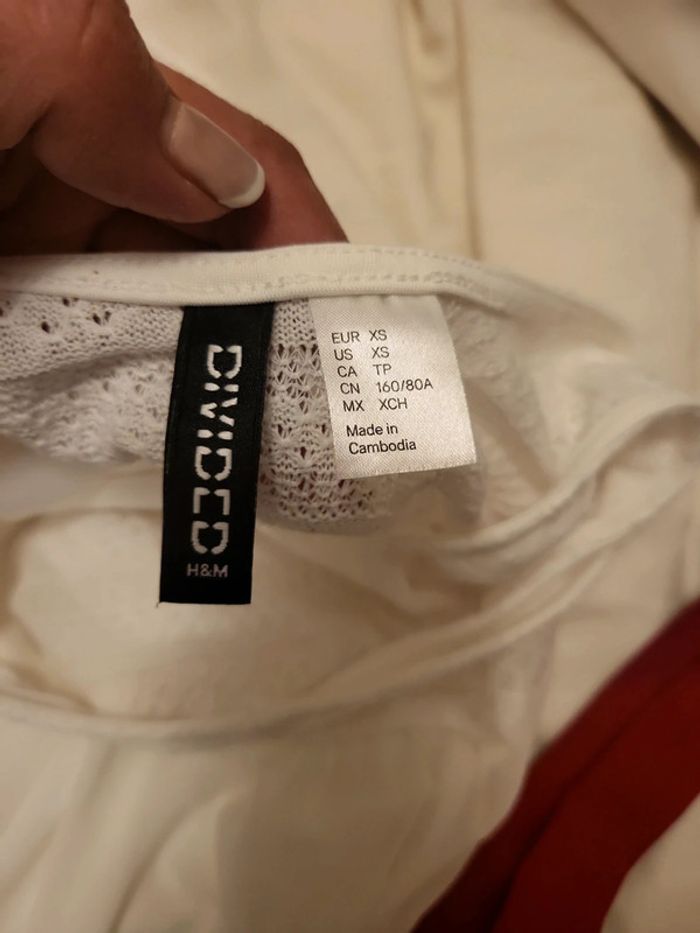 DIVIDED
H&M
EUR XS
US XS
CA TP
CN 160/80A
MX XCH
Made in
Cambodia